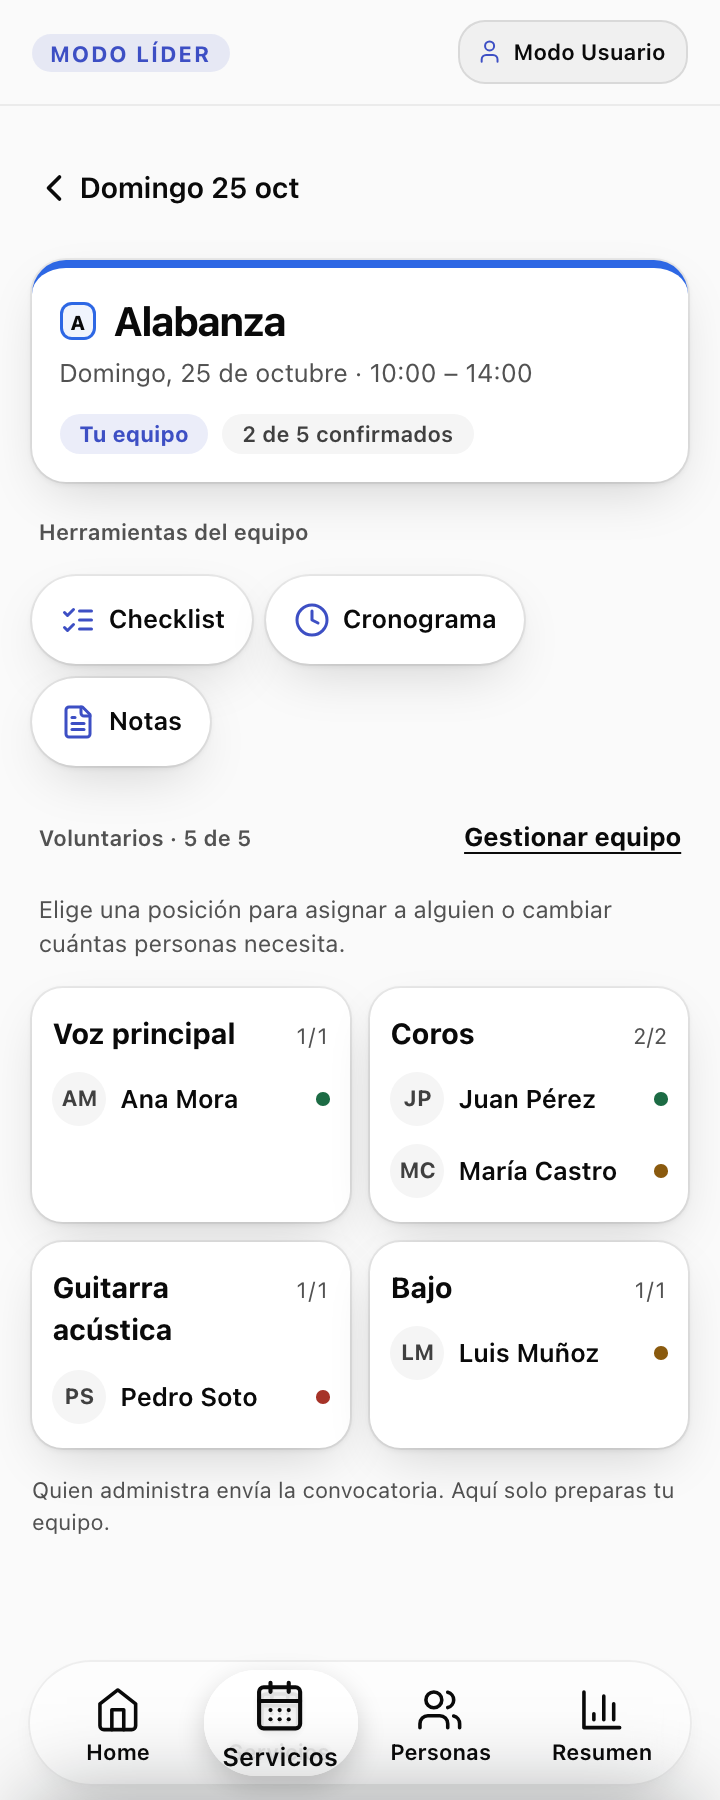 MODO LÍDER
Modo Usuario
Domingo 25 oct
A Alabanza
Domingo, 25 de octubre · 10:00 – 14:00
Tu equipo
2 de 5 confirmados
Herramientas del equipo
Checklist
Cronograma
Notas
Voluntarios · 5 de 5
Gestionar equipo
Elige una posición para asignar a alguien o cambiar
cuántas personas necesita.
Voz principal 1/1
AM Ana Mora
Coros 2/2
JP Juan Pérez
MC María Castro
Guitarra
acústica
1/1
PS Pedro Soto
Bajo 1/1
LM Luis Muñoz
Quien administra envía la convocatoria. Aquí solo preparas tu
equipo.
Home
Servicios
Personas
Resumen